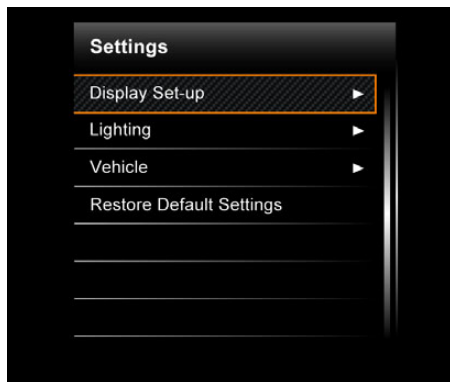 Settings
Display Set-up
Lighting
Vehicle
Restore Default Settings